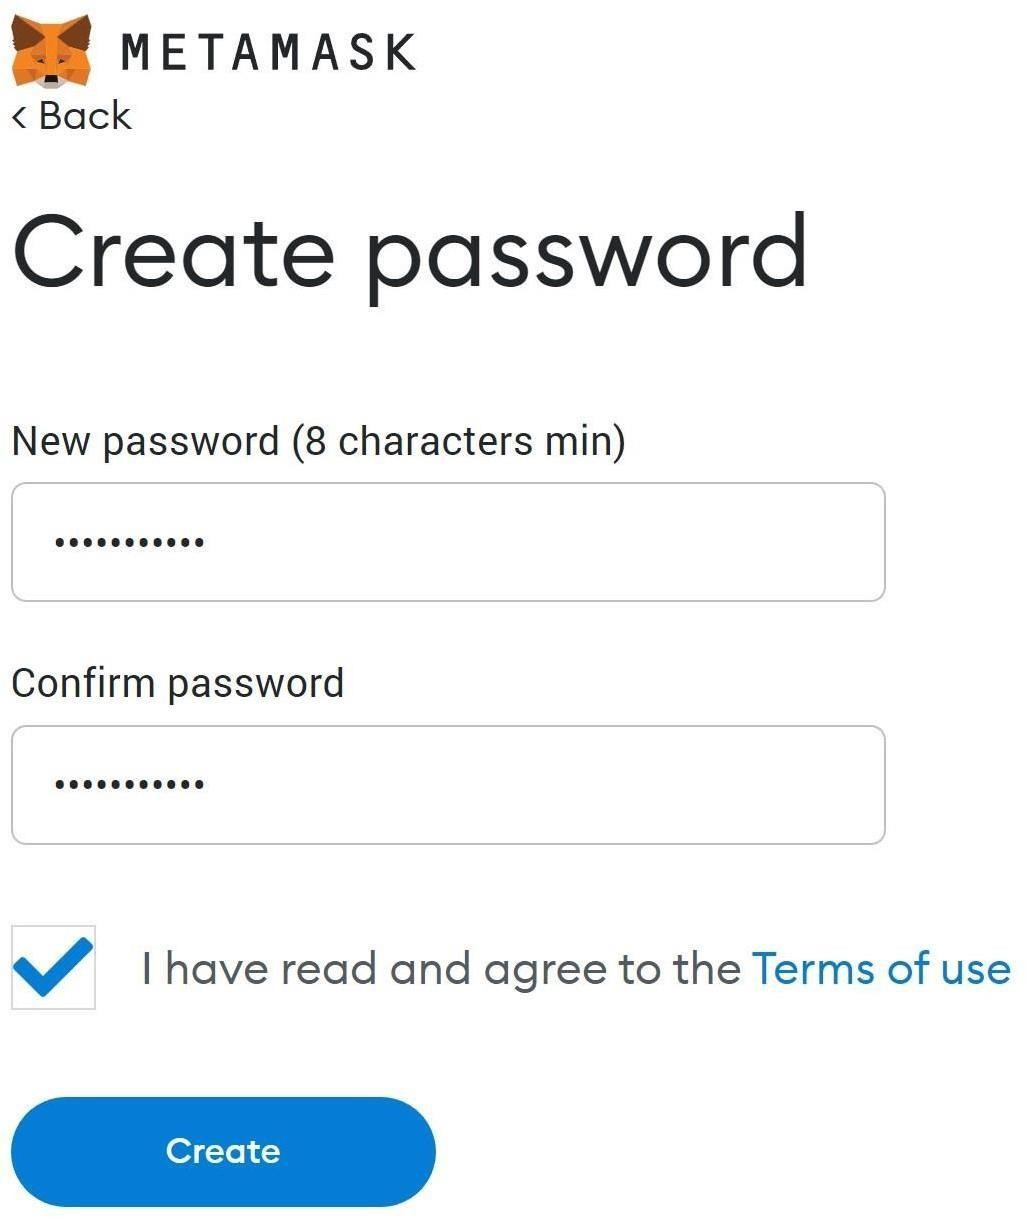 METAMASK
< Back
Create password
New password (8 characters min)
•••••••••••
Confirm password
•••••••••••
I have read and agree to the Terms of use
Create